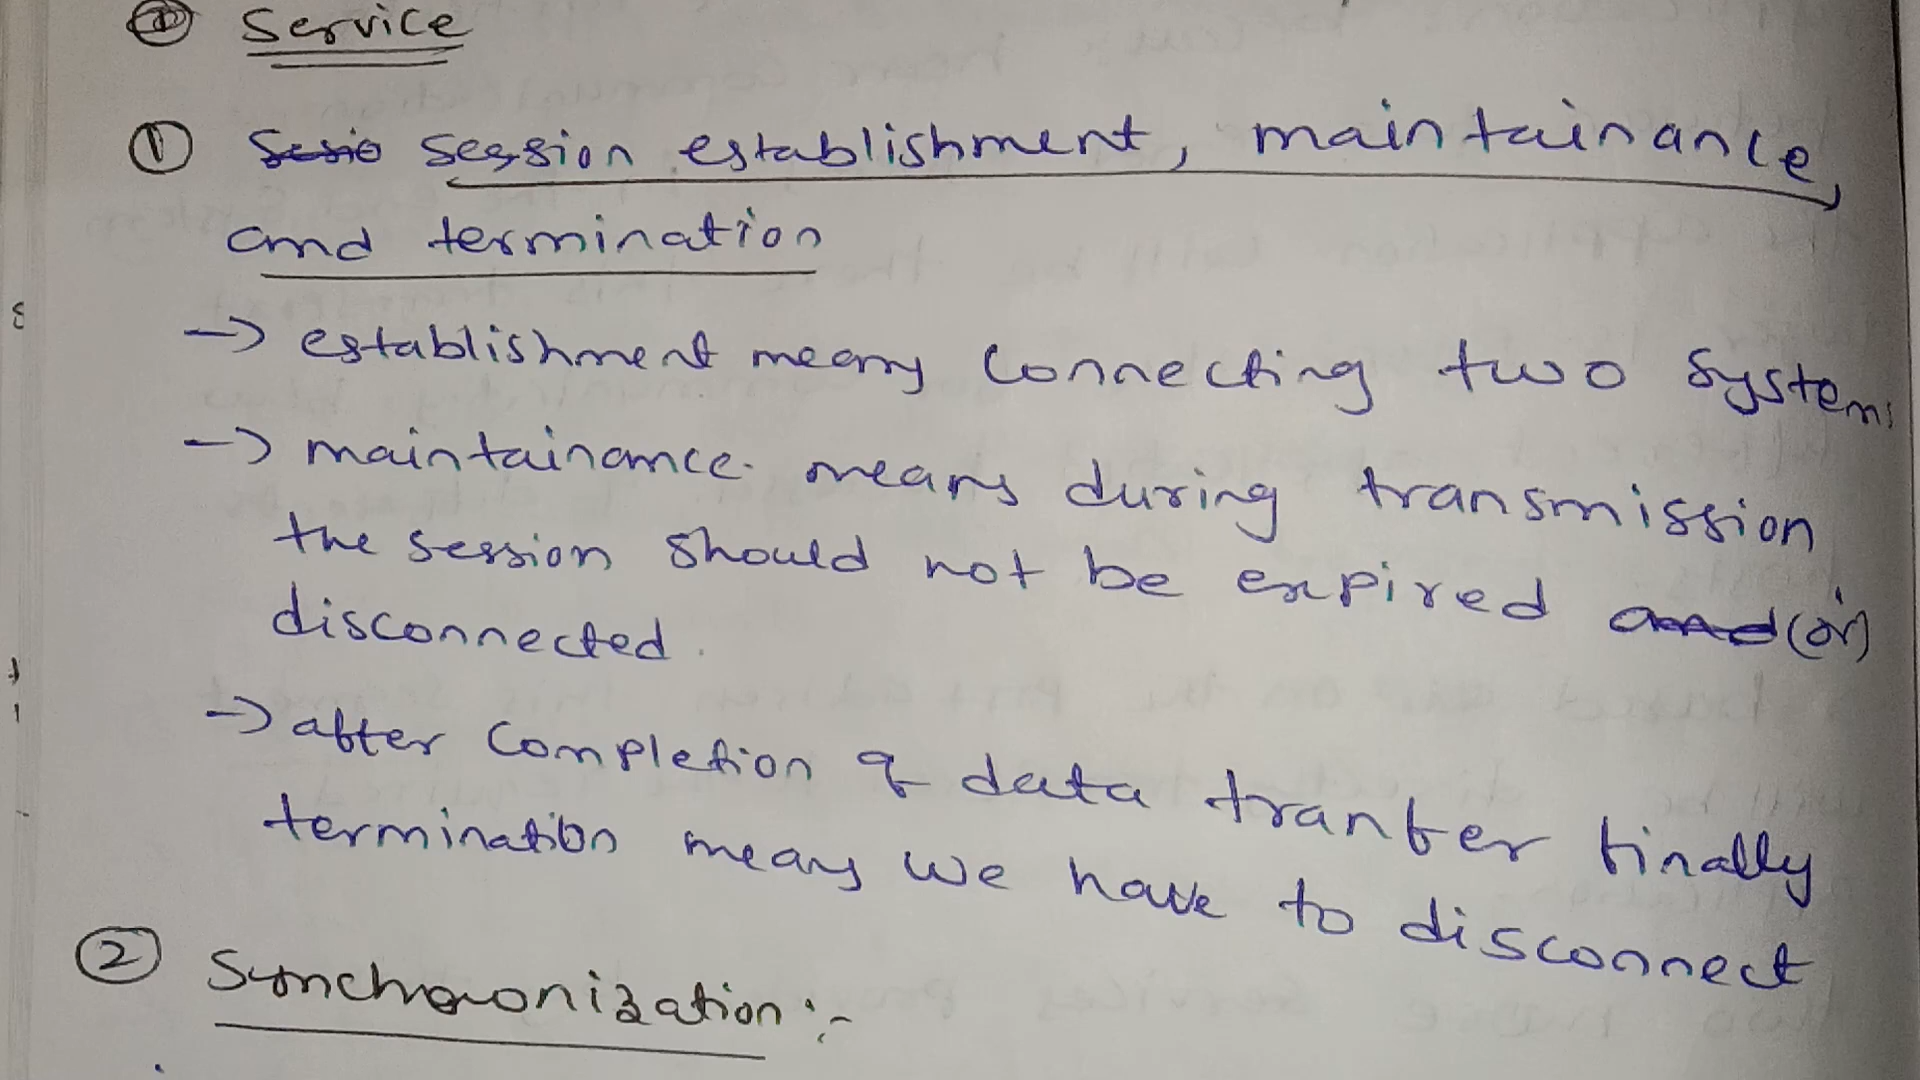 Service
① Session establishment, maintainance,
and termination
→ establishment means connecting two systems
→ maintainance means during transmission
the session should not be expired (or)
disconnected.
→ after completion of data tranfer finally
termination means we have to disconnect
② Synchronization :-